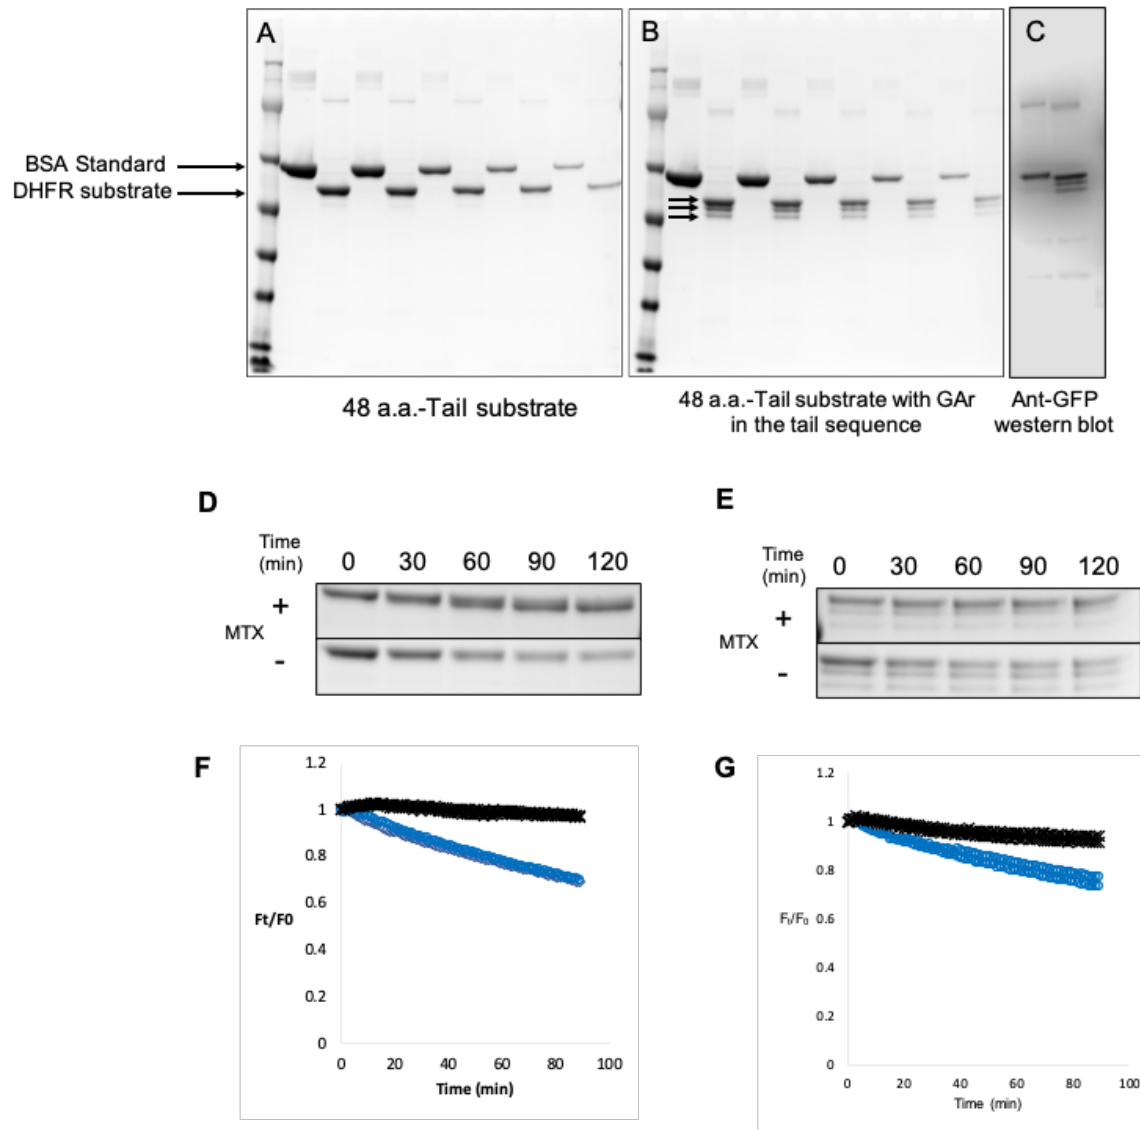 A
B
C
BSA Standard
DHFR substrate
48 a.a.-Tail substrate
48 a.a.-Tail substrate with GAr
in the tail sequence
Ant-GFP
western blot
D
Time
(min)
0 30 60 90 120
+
MTX
-
E
Time
(min)
0 30 60 90 120
+
MTX
-
F
1.2
1
0.8
0.6
Ft/F0
0.4
0.2
0
0 20 40 60 80 100
Time (min)
G
1.2
1
0.8
0.6
Ft/F0
0.4
0.2
0
0 20 40 60 80 100
Time (min)